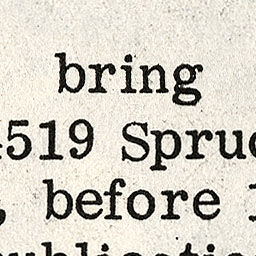 bring
519 Spruc
, before